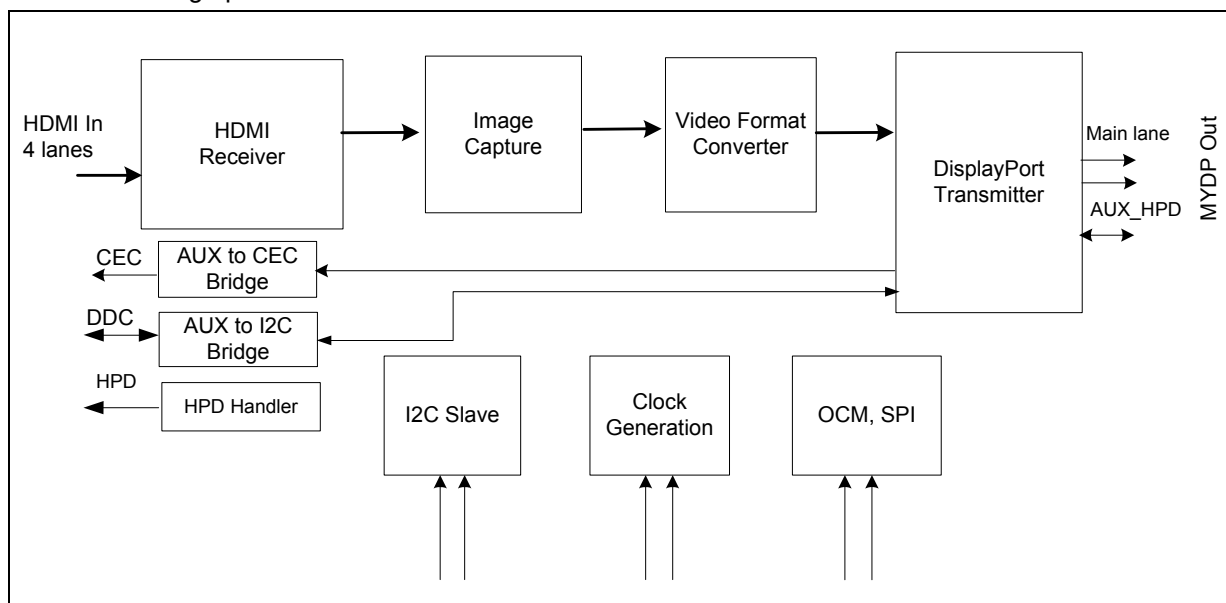 HDMI In
4 lanes
HDMI
Receiver
Image
Capture
Video Format
Converter
DisplayPort
Transmitter
Main lane
AUX_HPD
MYDP Out
CEC
AUX to CEC
Bridge
DDC
AUX to I2C
Bridge
HPD
HPD Handler
I2C Slave
Clock
Generation
OCM, SPI